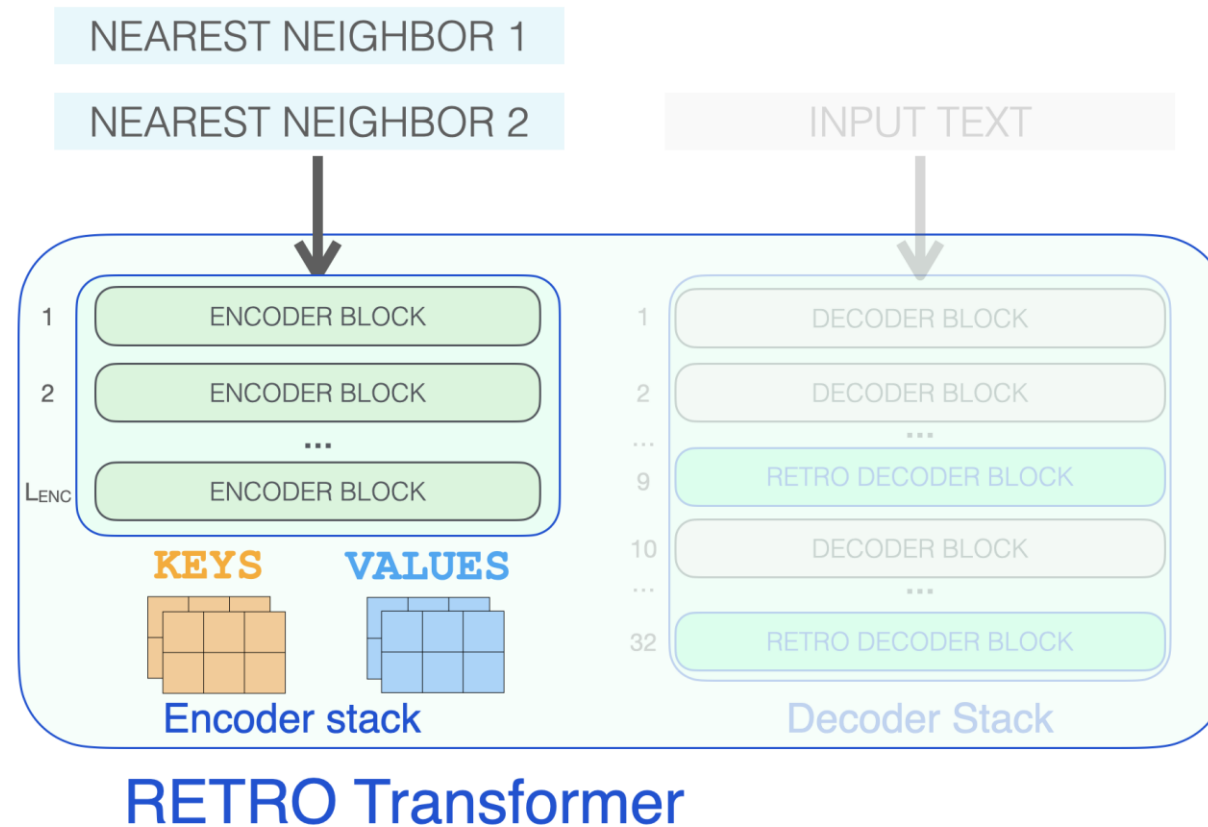 NEAREST NEIGHBOR 1
NEAREST NEIGHBOR 2
1 ENCODER BLOCK
2 ENCODER BLOCK
...
LENC ENCODER BLOCK
KEYS VALUES
Encoder stack
INPUT TEXT
1 DECODER BLOCK
2 DECODER BLOCK
... ...
9 RETRO DECODER BLOCK
10 DECODER BLOCK
... ...
32 RETRO DECODER BLOCK
Decoder Stack
RETRO Transformer